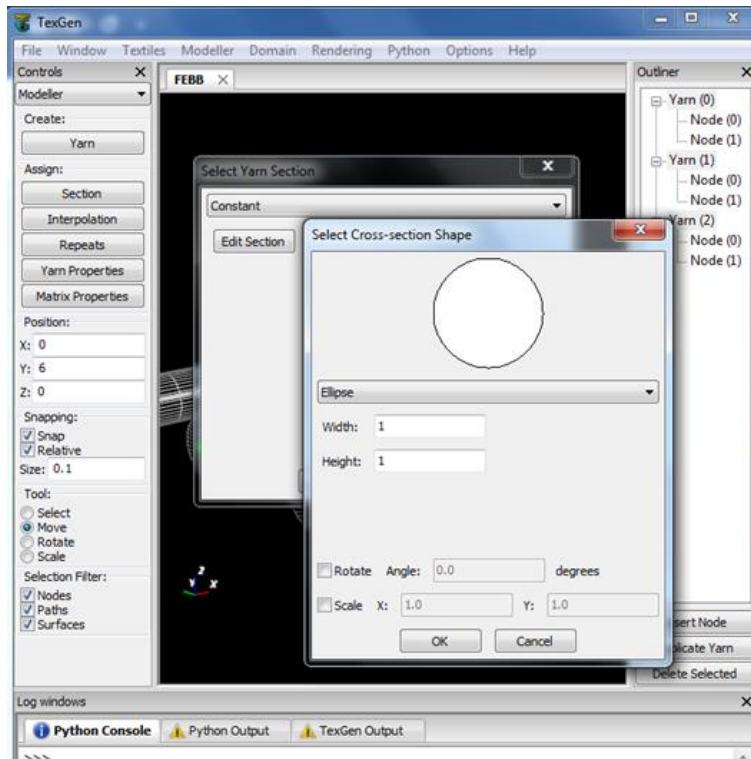 TexGen
File Window Textiles Modeller Domain Rendering Python Options Help
Controls
Modeller
Create:
Yarn
Assign:
Section
Interpolation
Repeats
Yarn Properties
Matrix Properties
Position:
X: 0
Y: 6
Z: 0
Snapping:
Snap
Relative
Size: 0.1
Tool:
Select
Move
Rotate
Scale
Selection Filter:
Nodes
Paths
Surfaces
FEBB
Select Yarn Section
Constant
Edit Section
Select Cross-section Shape
Ellipse
Width: 1
Height: 1
Rotate Angle: 0.0 degrees
Scale X: 1.0 Y: 1.0
OK Cancel
Z
Y X
Outliner
Yarn (0)
Node (0)
Node (1)
Yarn (1)
Node (0)
Node (1)
Yarn (2)
Node (0)
Node (1)
sert Node
plicate Yarn
Delete Selected
Log windows
Python Console Python Output TexGen Output
>>>